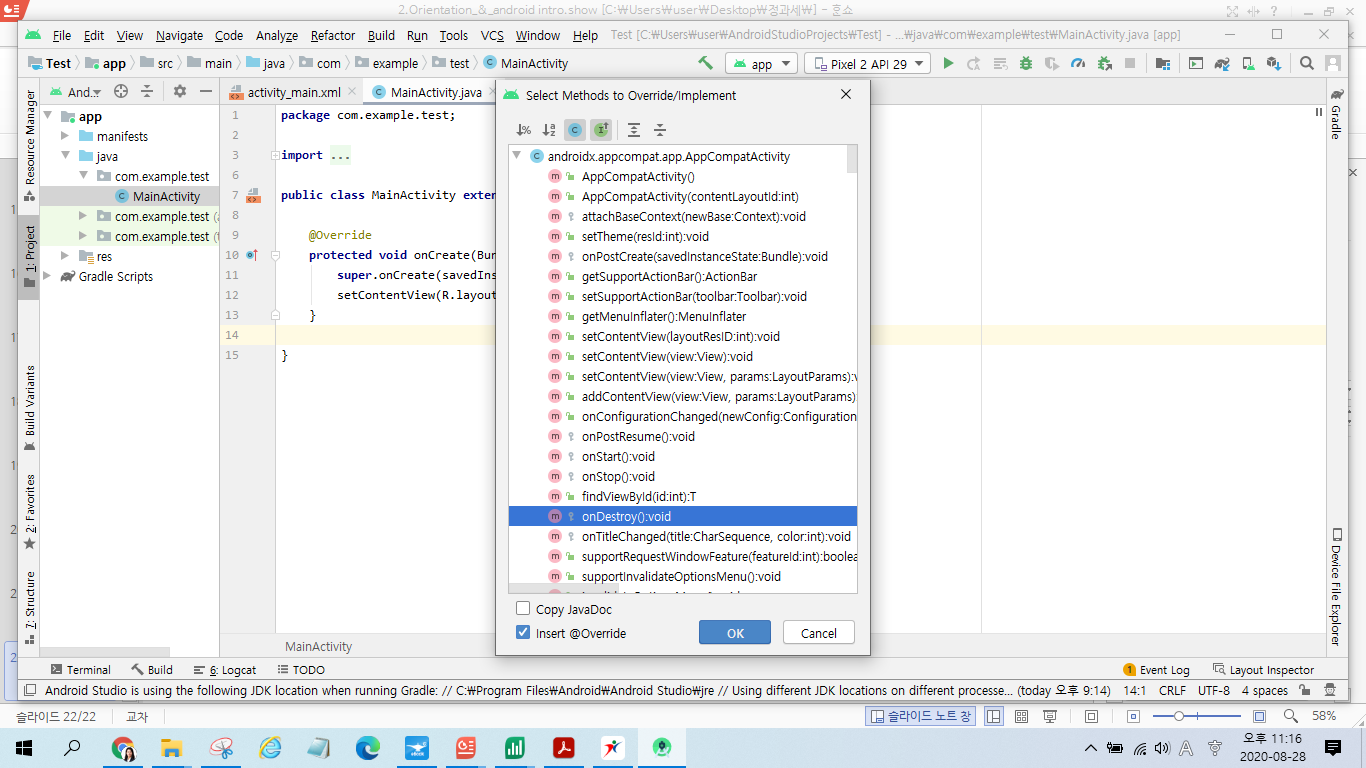 2.Orientation_&_android intro.show [C:￦Users￦user￦Desktop￦정과세￦] - 한쇼
File Edit View Navigate Code Analyze Refactor Build Run Tools VCS Window Help Test [C:￦Users￦user￦AndroidStudioProjects￦Test] - ...￦java￦com￦example￦test￦MainActivity.java [app]
Test app src main java com example test MainActivity app Pixel 2 API 29
And... activity_main.xml MainActivity.java
Resource Manager
1: Project
Build Variants
2: Favorites
7: Structure
app
manifests
java
com.example.test
MainActivity
com.example.test
com.example.test
res
Gradle Scripts
1 package com.example.test;
2
3 import ...
6
7 public class MainActivity exten
8
9 @Override
10 protected void onCreate(Bun
11 super.onCreate(savedIns
12 setContentView(R.layout
13 }
14
15 }
MainActivity
Select Methods to Override/Implement
androidx.appcompat.app.AppCompatActivity
AppCompatActivity()
AppCompatActivity(contentLayoutId:int)
attachBaseContext(newBase:Context):void
setTheme(resId:int):void
onPostCreate(savedInstanceState:Bundle):void
getSupportActionBar():ActionBar
setSupportActionBar(toolbar:Toolbar):void
getMenuInflater():MenuInflater
setContentView(layoutResID:int):void
setContentView(view:View):void
setContentView(view:View, params:LayoutParams):v
addContentView(view:View, params:LayoutParams)
onConfigurationChanged(newConfig:Configuration
onPostResume():void
onStart():void
onStop():void
findViewById(id:int):T
onDestroy():void
onTitleChanged(title:CharSequence, color:int):void
supportRequestWindowFeature(featureId:int):boolea
supportInvalidateOptionsMenu():void
Copy JavaDoc
Insert @Override
OK Cancel
Gradle
Device File Explorer
Terminal Build 6: Logcat TODO 1 Event Log Layout Inspector
Android Studio is using the following JDK location when running Gradle: // C:￦Program Files￦Android￦Android Studio￦jre // Using different JDK locations on different processe... (today 오후 9:14) 14:1 CRLF UTF-8 4 spaces
슬라이드 22/22 교자 슬라이드 노트 창 58%
오후 11:16
2020-08-28